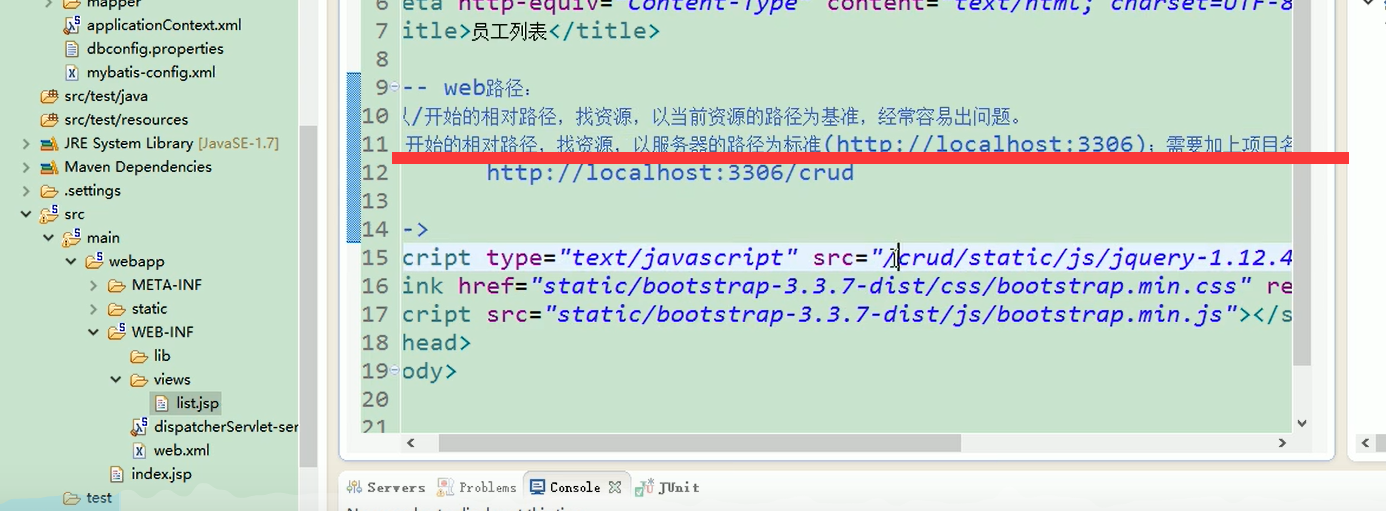 mapper
applicationContext.xml
dbconfig.properties
mybatis-config.xml
src/test/java
src/test/resources
JRE System Library [JavaSE-1.7]
Maven Dependencies
.settings
src
main
webapp
META-INF
static
WEB-INF
lib
views
list.jsp
dispatcherServlet-ser
web.xml
index.jsp
test
6 eta http-equiv="Content-Type" content="text/html; charset=UTF-8
7 itle>员工列表</title>
8
9 -- web路径:
10 /开始的相对路径，找资源，以当前资源的路径为基准，经常容易出问题。
11 开始的相对路径，找资源，以服务器的路径为标准(http://localhost:3306)；需要加上项目名
12 http://localhost:3306/crud
13
14 ->
15 cript type="text/javascript" src="/crud/static/js/jquery-1.12.4
16 ink href="static/bootstrap-3.3.7-dist/css/bootstrap.min.css" re
17 cript src="static/bootstrap-3.3.7-dist/js/bootstrap.min.js"></s
18 head>
19 ody>
20
21
Servers Problems Console JUnit